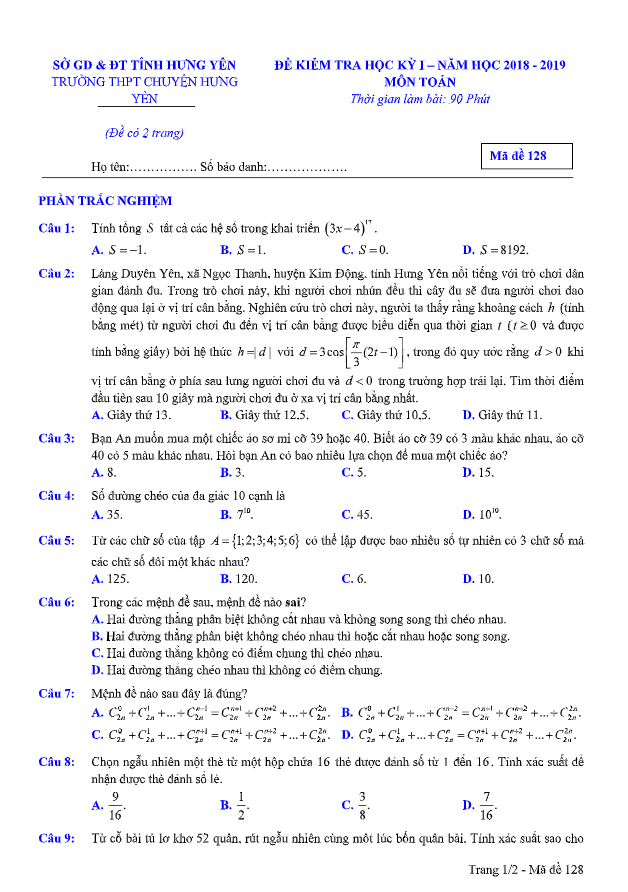 SỞ GD & ĐT TỈNH HƯNG YÊN
TRƯỜNG THPT CHUYÊN HƯNG
YÊN
ĐỀ KIỂM TRA HỌC KỲ I – NĂM HỌC 2018 - 2019
MÔN TOÁN
Thời gian làm bài: 90 Phút
(Đề có 2 trang)
Mã đề 128
Họ tên:…………… Số báo danh:………………
PHẦN TRẮC NGHIỆM
Câu 1: Tính tổng S tất cả các hệ số trong khai triển (3x−4)^17 .
A. S = −1. B. S = 1. C. S = 0. D. S = 8192.
Câu 2: Làng Duyên Yên, xã Ngọc Thanh, huyện Kim Động, tỉnh Hưng Yên nổi tiếng với trò chơi dân
gian đánh đu. Trong trò chơi này, khi người chơi nhún đều thì cây đu sẽ đưa người chơi dao
động qua lại ở vị trí cân bằng. Nghiên cứu trò chơi này, người ta thấy rằng khoảng cách h (tính
bằng mét) từ người chơi đu đến vị trí cân bằng được biểu diễn qua thời gian t (t ≥ 0 và được
tính bằng giây) bởi hệ thức h =| d | với d = 3cos[π/3(2t −1)], trong đó quy ước rằng d > 0 khi
vị trí cân bằng ở phía sau lưng người chơi đu và d < 0 trong trường hợp trái lại. Tìm thời điểm
đầu tiên sau 10 giây mà người chơi đu ở xa vị trí cân bằng nhất.
A. Giây thứ 13. B. Giây thứ 12,5. C. Giây thứ 10,5. D. Giây thứ 11.
Câu 3: Bạn An muốn mua một chiếc áo sơ mi cỡ 39 hoặc 40. Biết áo cỡ 39 có 3 màu khác nhau, áo cỡ
40 có 5 màu khác nhau. Hỏi bạn An có bao nhiêu lựa chọn để mua một chiếc áo?
A. 8. B. 3. C. 5. D. 15.
Câu 4: Số đường chéo của đa giác 10 cạnh là
A. 35. B. 7^10. C. 45. D. 10^10.
Câu 5: Từ các chữ số của tập A = {1;2;3;4;5;6} có thể lập được bao nhiêu số tự nhiên có 3 chữ số mà
các chữ số đôi một khác nhau?
A. 125. B. 120. C. 6. D. 10.
Câu 6: Trong các mệnh đề sau, mệnh đề nào sai?
A. Hai đường thẳng phân biệt không cắt nhau và không song song thì chéo nhau.
B. Hai đường thẳng phân biệt không chéo nhau thì hoặc cắt nhau hoặc song song.
C. Hai đường thẳng không có điểm chung thì chéo nhau.
D. Hai đường thẳng chéo nhau thì không có điểm chung.
Câu 7: Mệnh đề nào sau đây là đúng?
A. C_{2n}^0 + C_{2n}^1 + ... + C_{2n}^{n−1} = C_{2n}^{n+1} + C_{2n}^{n+2} + ... + C_{2n}^{2n}. B. C_{2n}^0 + C_{2n}^1 + ... + C_{2n}^{n−2} = C_{2n}^{n+1} + C_{2n}^{n+2} + ... + C_{2n}^{2n}.
C. C_{2n}^0 + C_{2n}^1 + ... + C_{2n}^{n+2} = C_{2n}^{n+1} + C_{2n}^{n+2} + ... + C_{2n}^{2n}. D. C_{2n}^0 + C_{2n}^1 + ... + C_{2n}^{n+1} = C_{2n}^{n+1} + C_{2n}^{n+2} + ... + C_{2n}^{2n}.
Câu 8: Chọn ngẫu nhiên một thẻ từ một hộp chứa 16 thẻ được đánh số từ 1 đến 16. Tính xác suất để
nhận được thẻ đánh số lẻ.
A. 9/16. B. 1/2. C. 3/8. D. 7/16.
Câu 9: Từ cỗ bài tú lơ khơ 52 quân, rút ngẫu nhiên cùng một lúc bốn quân bài. Tính xác suất sao cho
Trang 1/2 - Mã đề 128